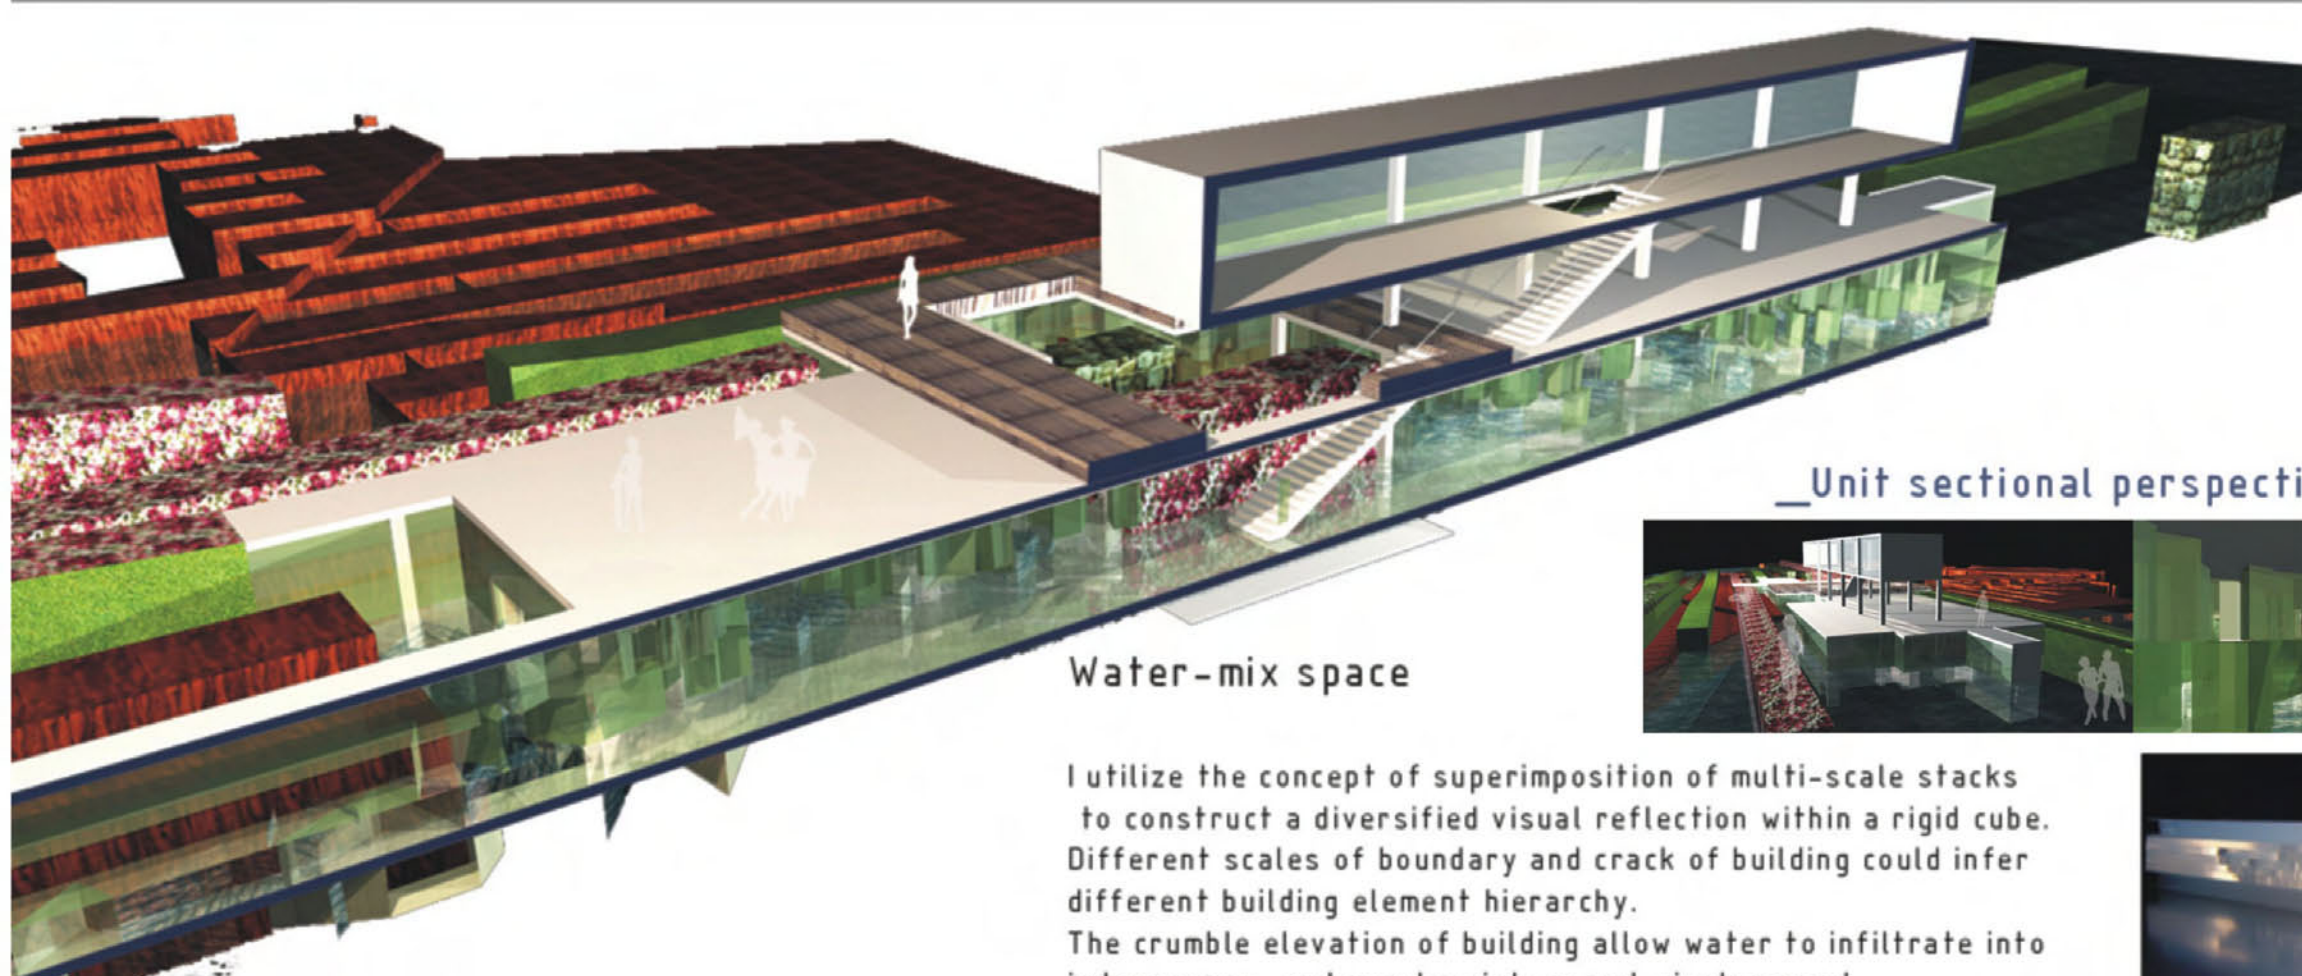 _Unit sectional perspecti
Water-mix space
I utilize the concept of superimposition of multi-scale stacks
to construct a diversified visual reflection within a rigid cube.
Different scales of boundary and crack of building could infer
different building element hierarchy.
The crumble elevation of building allow water to infiltrate into